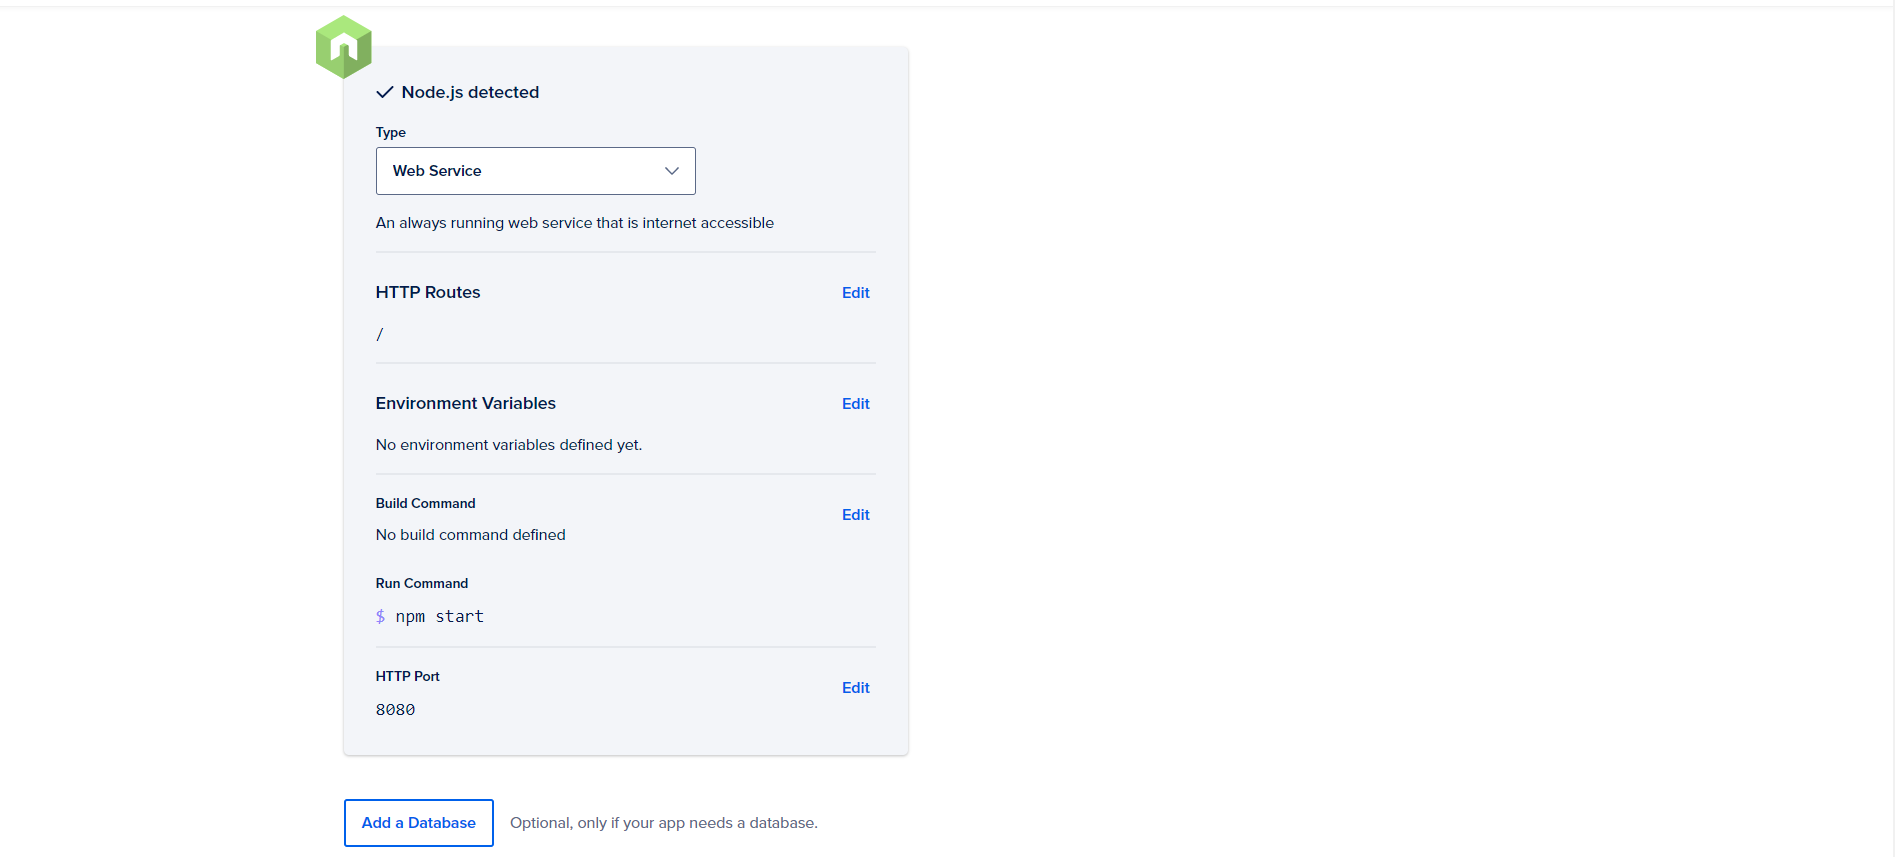 Node.js detected
Type
Web Service
An always running web service that is internet accessible
HTTP Routes
Edit
/
Environment Variables
Edit
No environment variables defined yet.
Build Command
Edit
No build command defined
Run Command
$ npm start
HTTP Port
Edit
8080
Add a Database
Optional, only if your app needs a database.